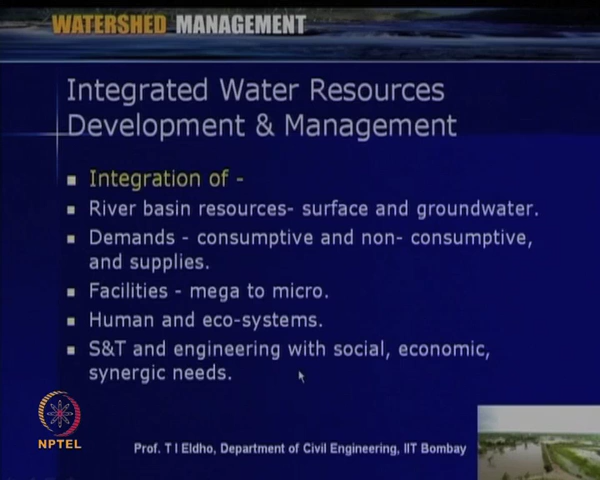 WATERSHED MANAGEMENT
Integrated Water Resources
Development & Management
Integration of -
River basin resources- surface and groundwater.
Demands - consumptive and non- consumptive,
and supplies.
Facilities - mega to micro.
Human and eco-systems.
S&T and engineering with social, economic,
synergic needs.
NPTEL
Prof. T I Eldho, Department of Civil Engineering, IIT Bombay